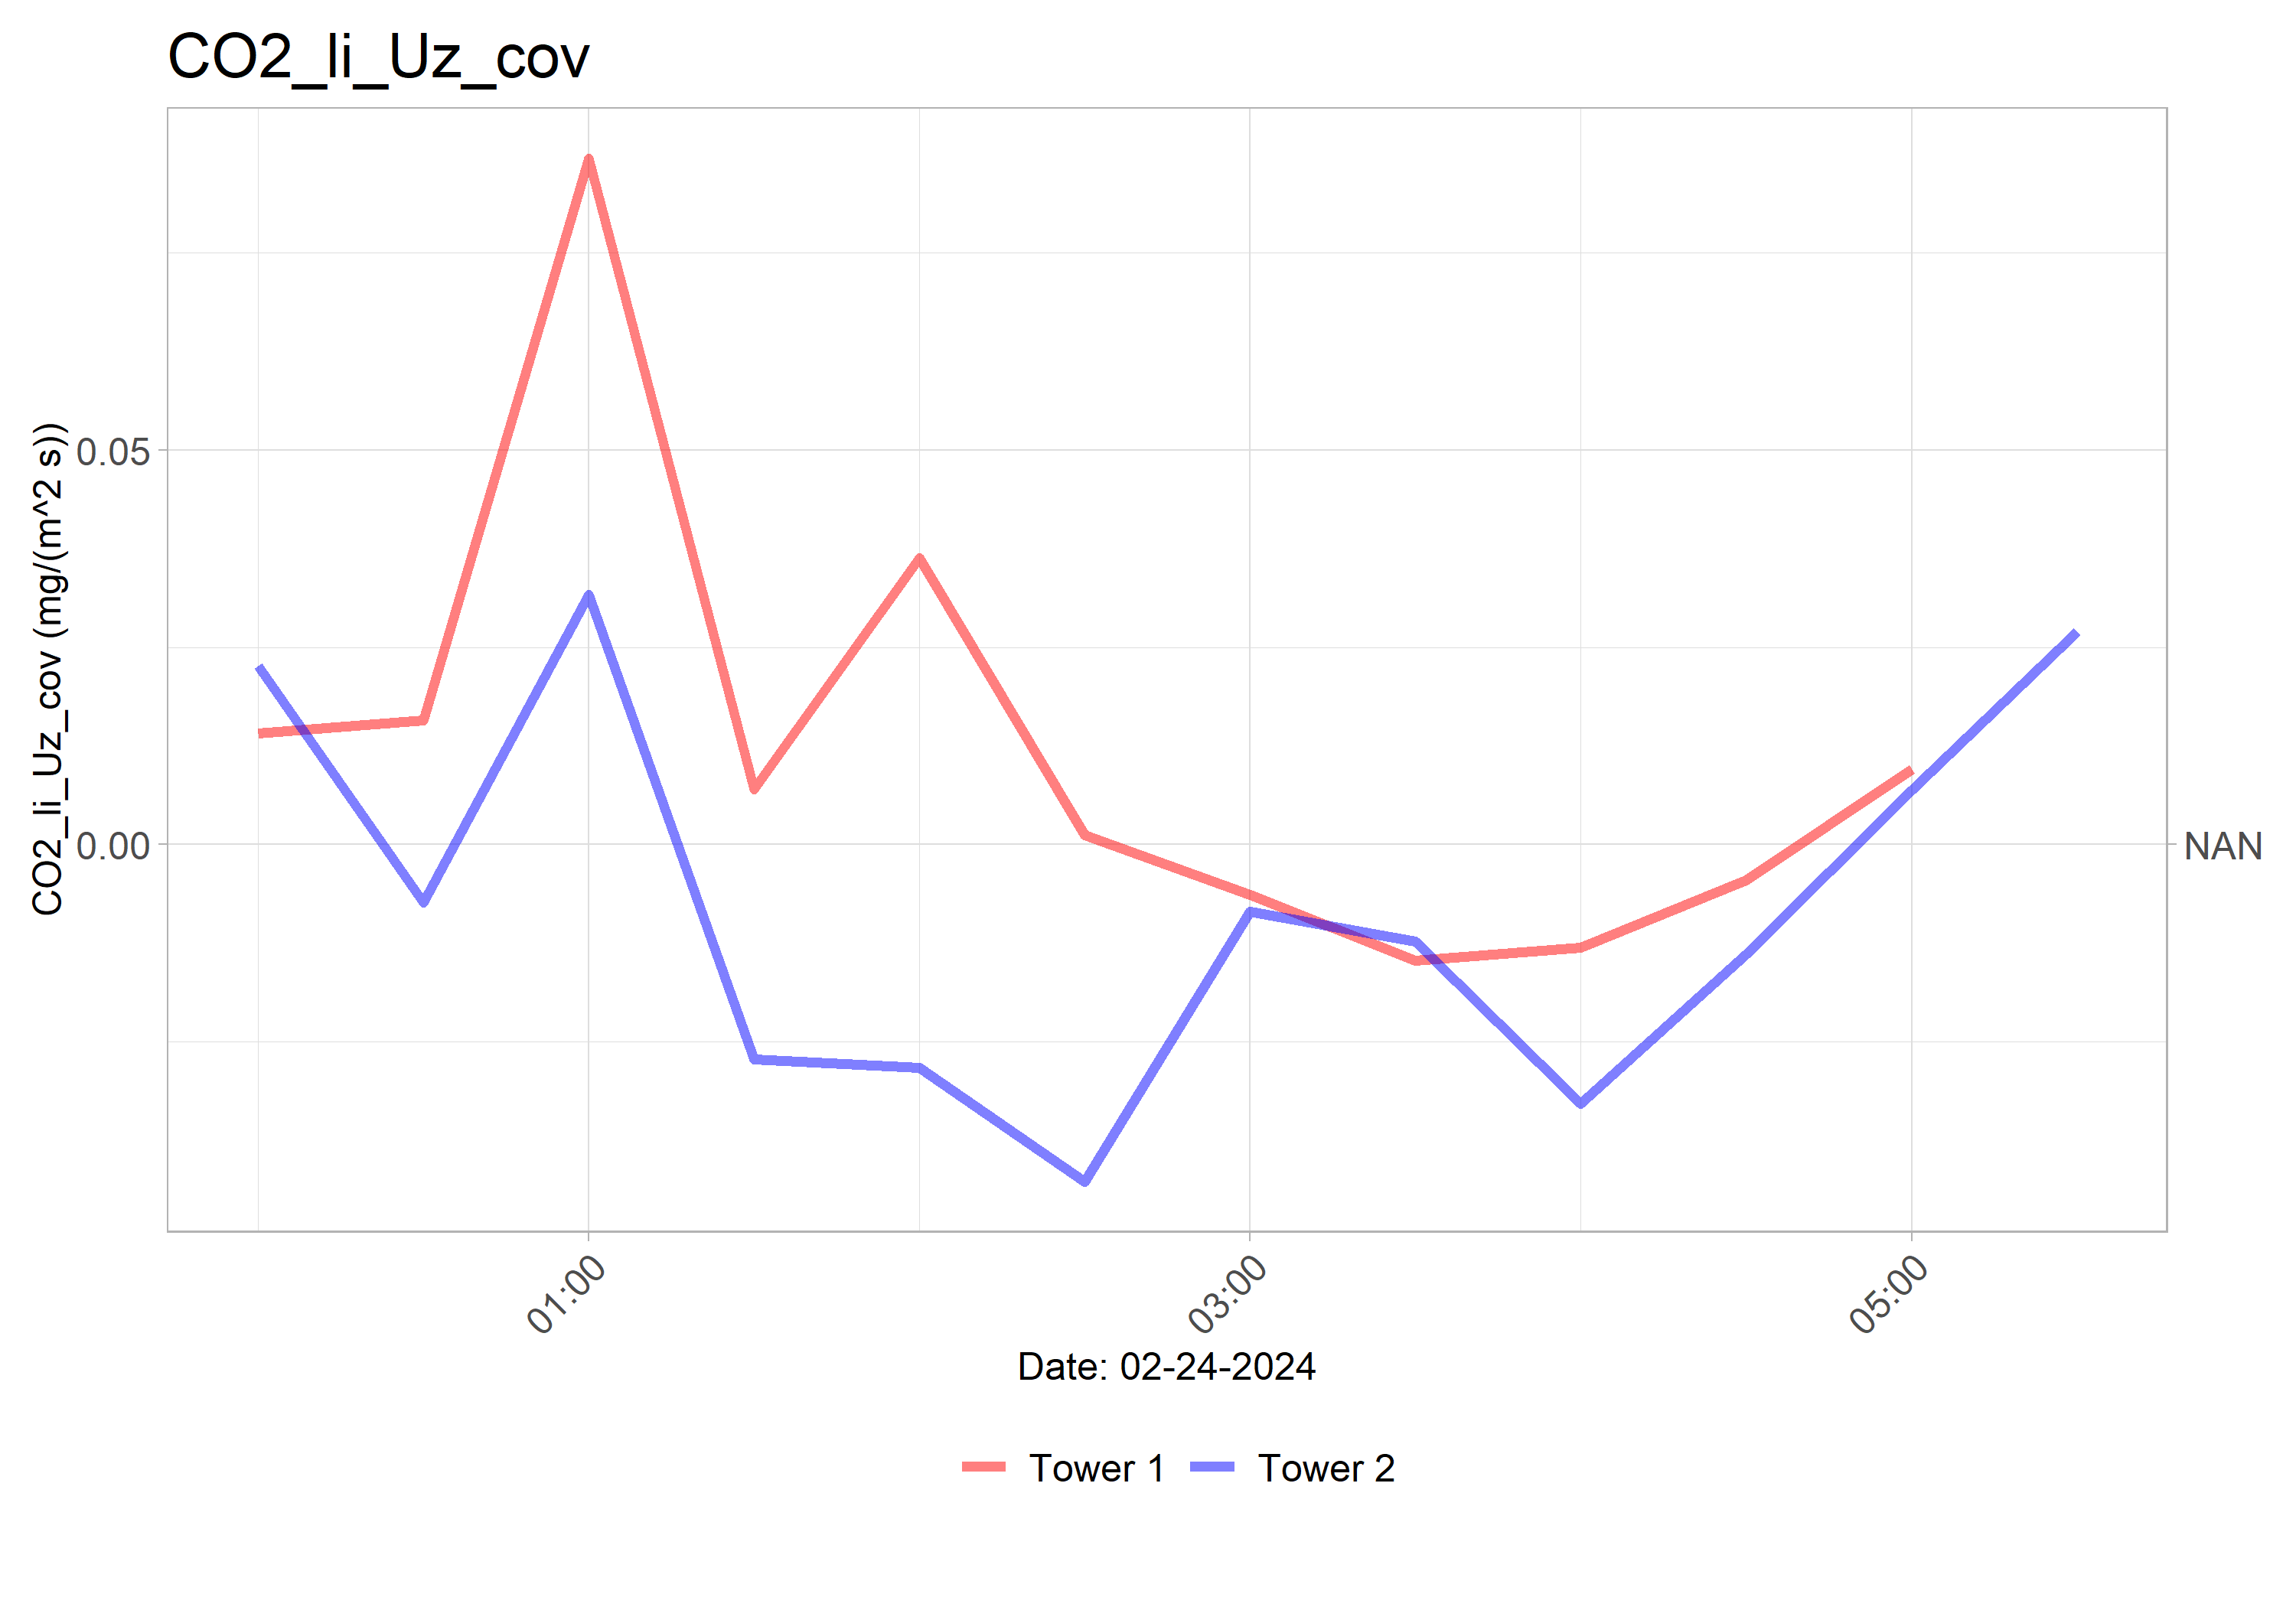 CO2_li_Uz_cov
CO2_li_Uz_cov (mg/(m^2 s))
0.05
0.00
NAN
01:00
03:00
05:00
Date: 02-24-2024
Tower 1
Tower 2